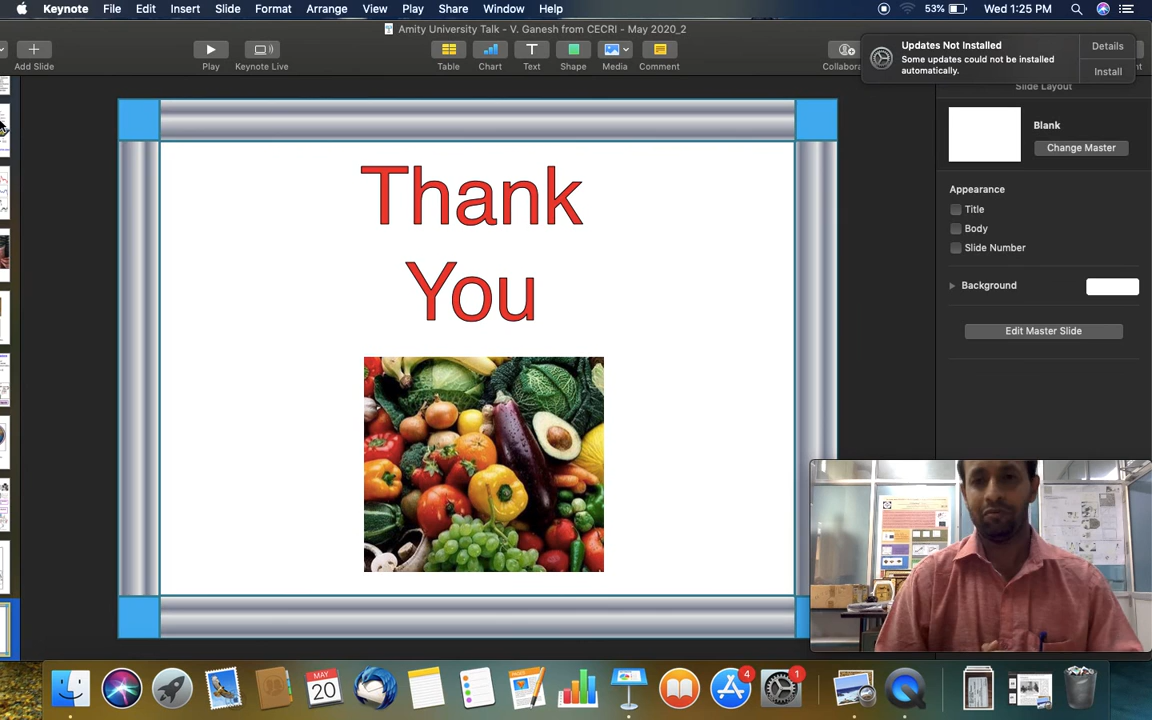 Keynote File Edit Insert Slide Format Arrange View Play Share Window Help 53% Wed 1:25 PM
Amity University Talk - V. Ganesh from CECRI - May 2020_2
Add Slide Play Keynote Live Table Chart Text Shape Media Comment
Updates Not Installed
Some updates could not be installed
automatically.
Details
Install
Slide Layout
Blank
Change Master
Appearance
Title
Body
Slide Number
Background
Edit Master Slide
Thank
You
MAY
20
4
1